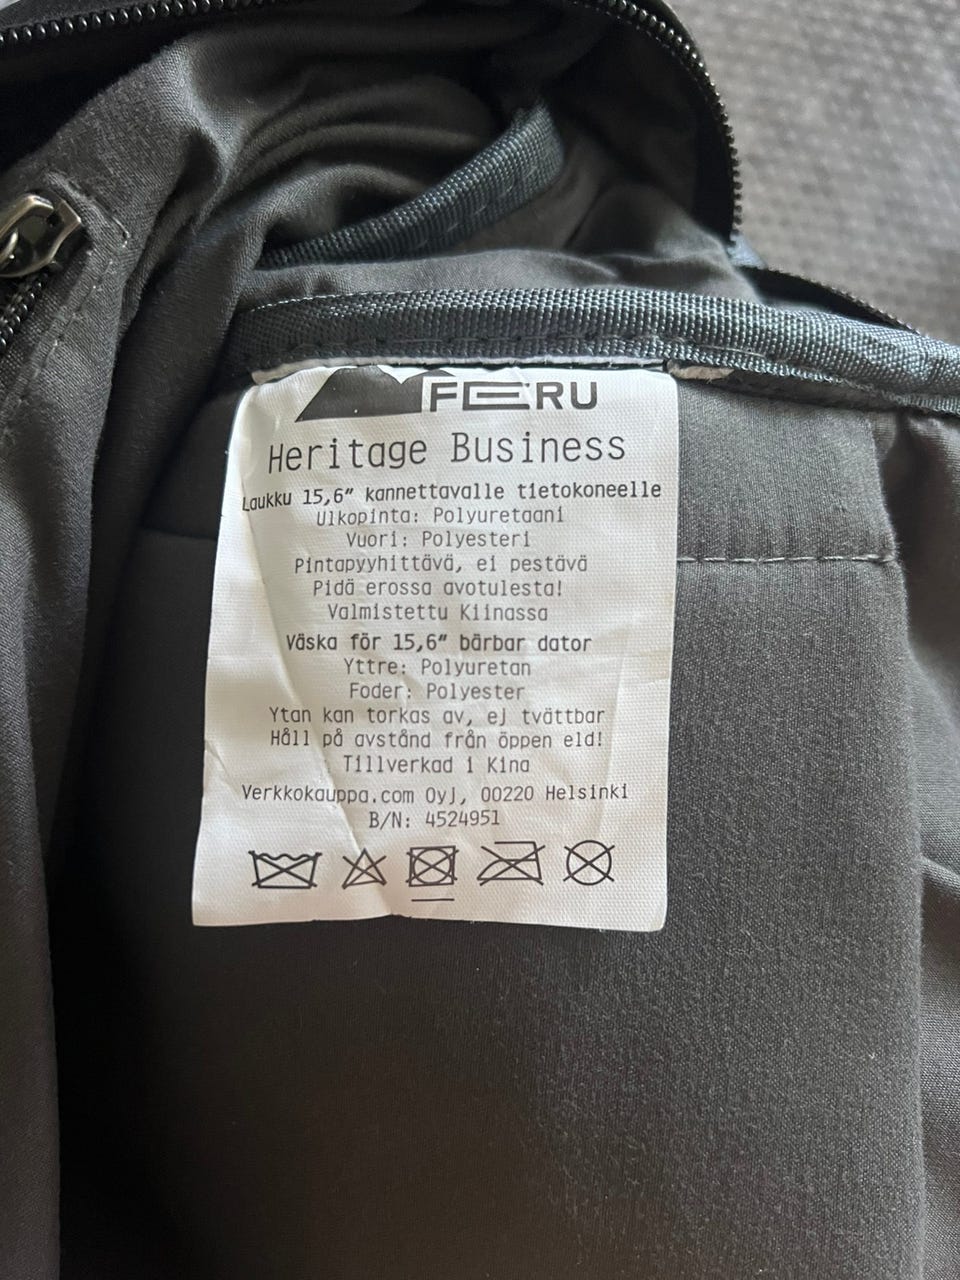 FERU
Heritage Business
Laukku 15,6” kannettavalle tietokoneelle
Ulkopinta: Polyuretaani
Vuori: Polyesteri
Pintapyyhittävä, ei pestävä
Pidä erossa avotulesta!
Valmistettu Kiinassa
Väska för 15,6” bärbar dator
Yttre: Polyuretan
Foder: Polyester
Ytan kan torkas av, ej tvättbar
Håll på avstånd från öppen eld!
Tillverkad i Kina
Verkkokauppa.com Oyj, 00220 Helsinki
B/N: 4524951